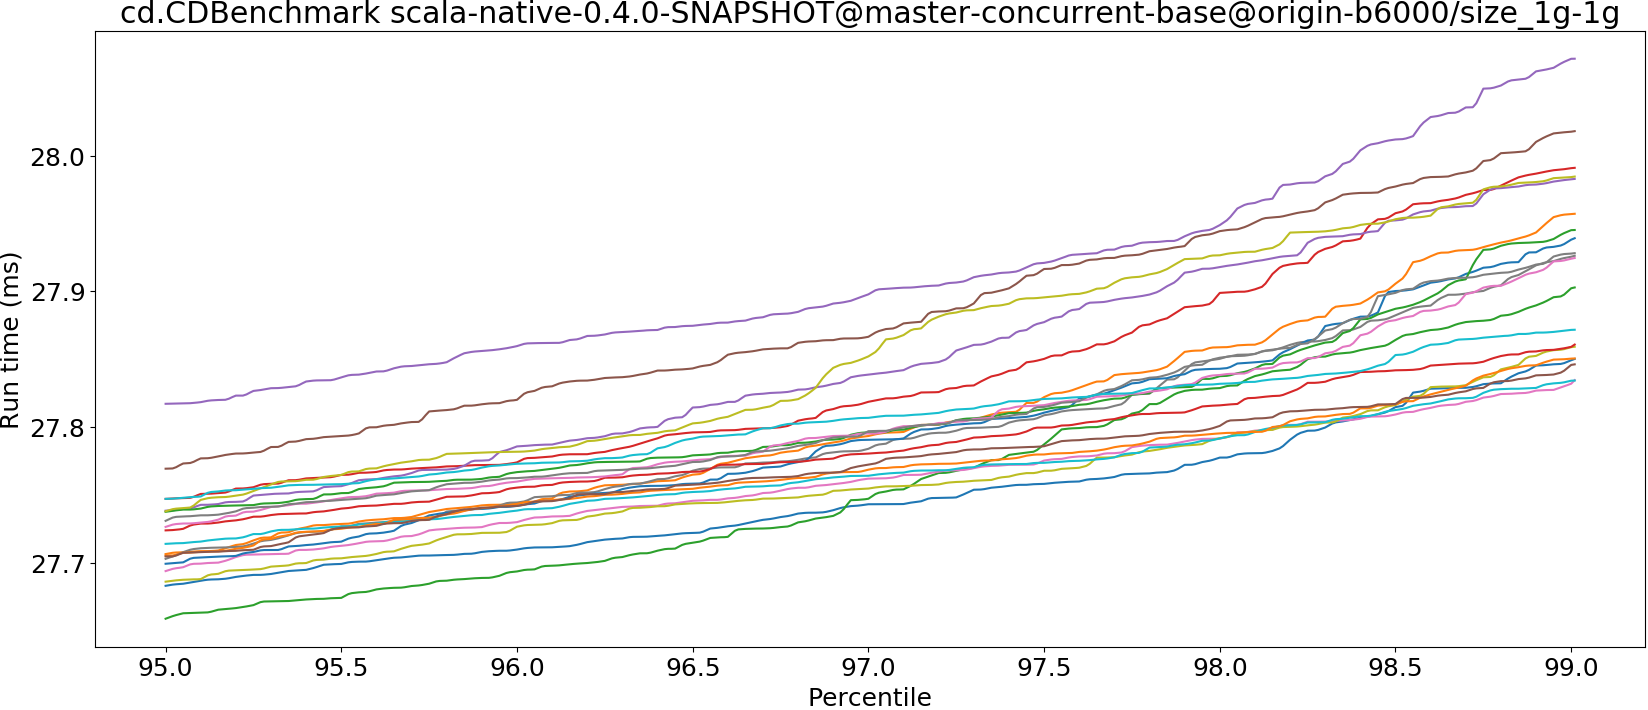 cd.CDBenchmark scala-native-0.4.0-SNAPSHOT@master-concurrent-base@origin-b6000/size_1g-1g
Run time (ms)
28.0
27.9
27.8
27.7
95.0 95.5 96.0 96.5 97.0 97.5 98.0 98.5 99.0
Percentile